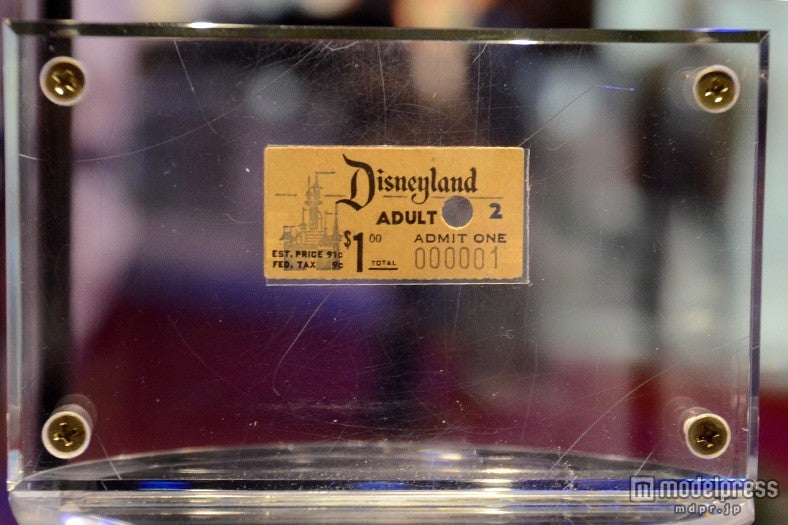 Disneyland
ADULT 2
$1 00 ADMIT ONE
EST. PRICE 91¢
FED. TAX 9¢ TOTAL 000001
modelpress
mdpr.jp